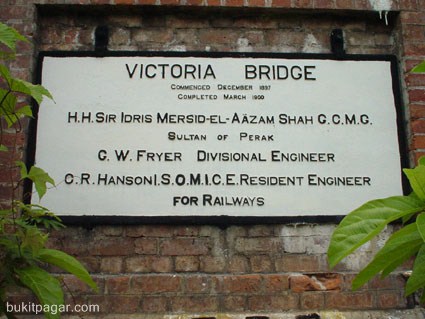 VICTORIA BRIDGE
COMMENCED DECEMBER 1897
COMPLETED MARCH 1900
H.H.SIR IDRIS MERSID-EL-AÄZAM SHAH G.C.M.G.
SULTAN OF PERAK
G. W. FRYER DIVISIONAL ENGINEER
G.R.HANSON I.S.O.M.I.C.E. RESIDENT ENGINEER
FOR RAILWAYS
bukitpagar.com